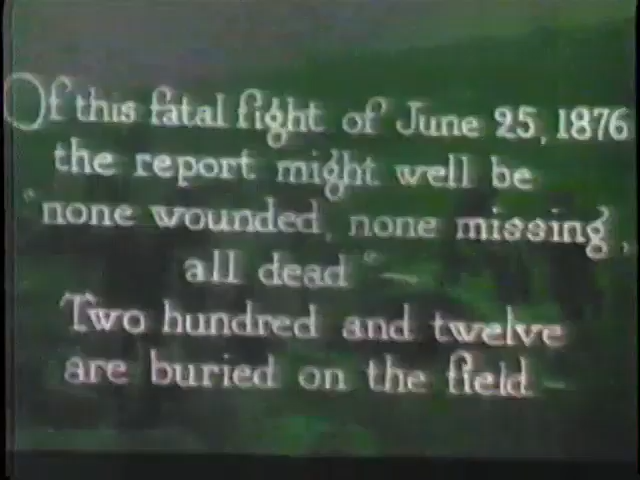 Of this fatal fight of June 25, 1876
the report might well be
"none wounded, none missing,
all dead" —
Two hundred and twelve
are buried on the field —